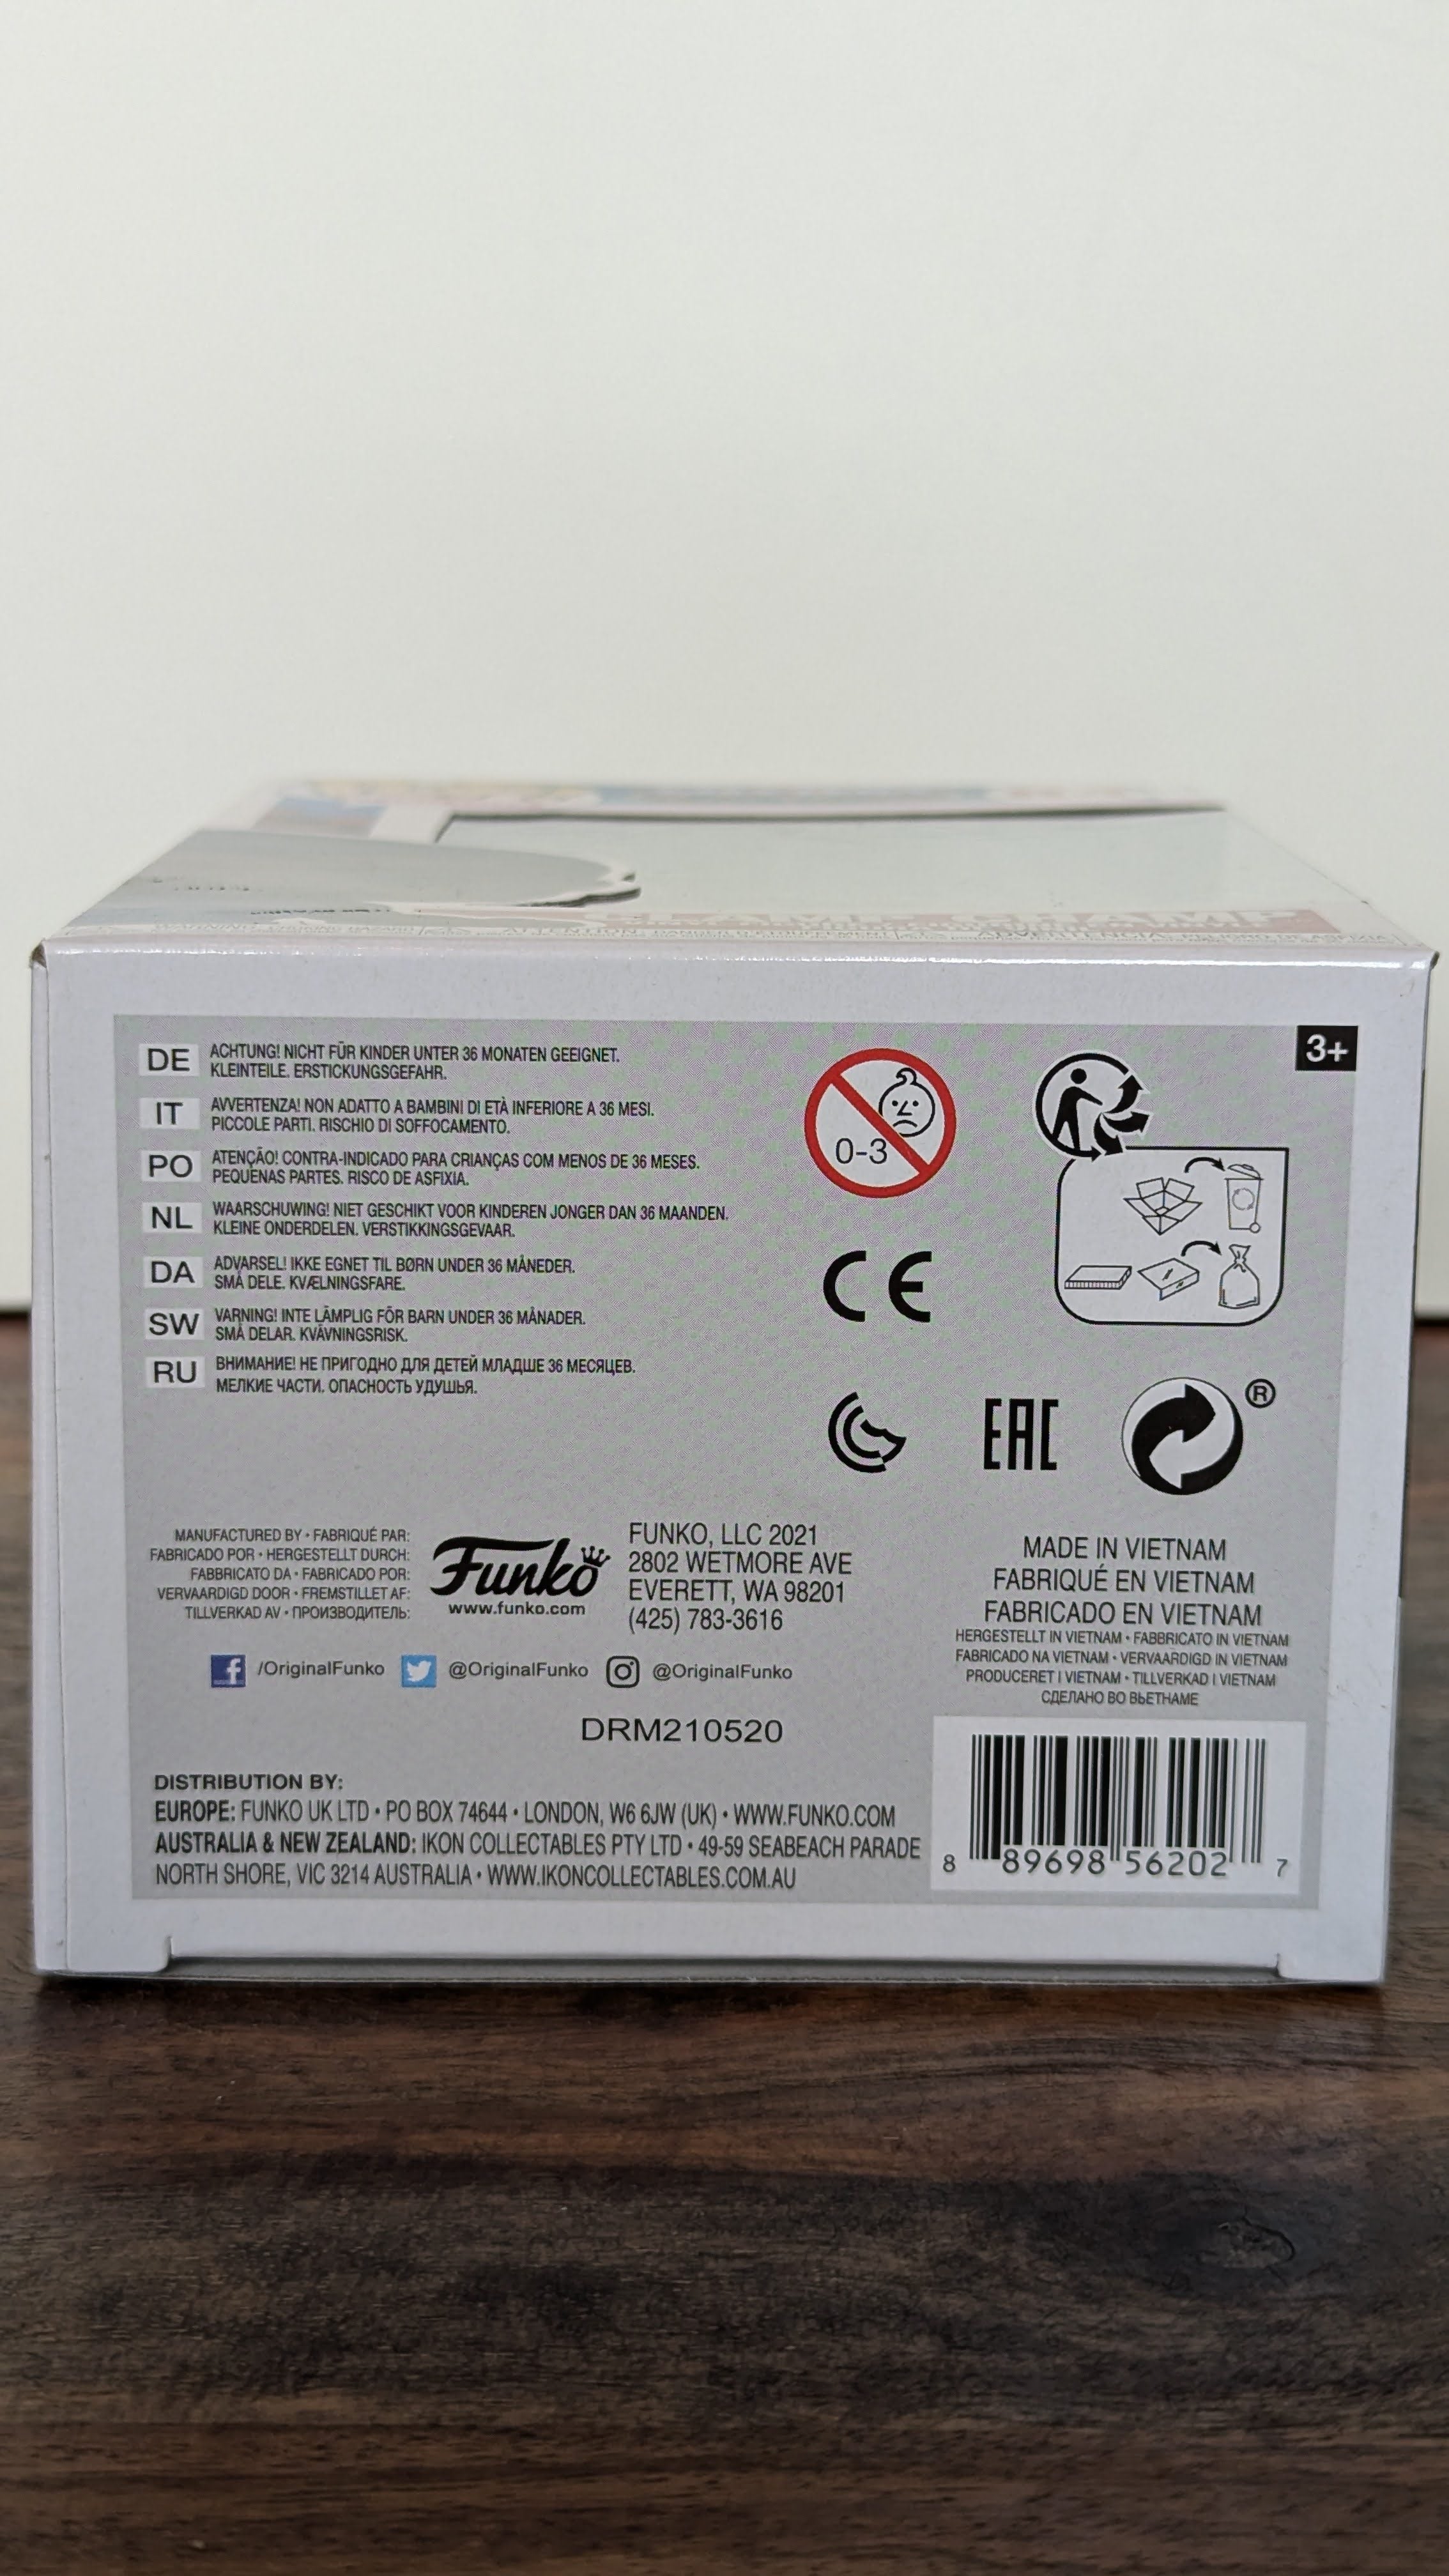 3+
DE ACHTUNG! NICHT FÜR KINDER UNTER 36 MONATEN GEEIGNET.
KLEINTEILE. ERSTICKUNGSGEFAHR.
IT AVVERTENZA! NON ADATTO A BAMBINI DI ETÀ INFERIORE A 36 MESI.
PICCOLE PARTI. RISCHIO DI SOFFOCAMENTO.
PO ATENÇÃO! CONTRA-INDICADO PARA CRIANÇAS COM MENOS DE 36 MESES.
PEQUENAS PARTES. RISCO DE ASFIXIA.
NL WAARSCHUWING! NIET GESCHIKT VOOR KINDEREN JONGER DAN 36 MAANDEN.
KLEINE ONDERDELEN. VERSTIKKINGSGEVAAR.
DA ADVARSEL! IKKE EGNET TIL BØRN UNDER 36 MÅNEDER.
SMÅ DELE. KVÆLNINGSFARE.
SW VARNING! INTE LÄMPLIG FÖR BARN UNDER 36 MÅNADER.
SMÅ DELAR. KVÄVNINGSRISK.
RU ВНИМАНИЕ! НЕ ПРИГОДНО ДЛЯ ДЕТЕЙ МЛАДШЕ 36 МЕСЯЦЕВ.
МЕЛКИЕ ЧАСТИ. ОПАСНОСТЬ УДУШЬЯ.
0-3
CE
EAC
®
MANUFACTURED BY • FABRIQUÉ PAR:
FABRICADO POR • HERGESTELLT DURCH:
FABBRICATO DA • FABRICADO POR:
VERVAARDIGD DOOR • FREMSTILLET AF:
TILLVERKAD AV • ПРОИЗВОДИТЕЛЬ:
Funko
www.funko.com
FUNKO, LLC 2021
2802 WETMORE AVE
EVERETT, WA 98201
(425) 783-3616
MADE IN VIETNAM
FABRIQUÉ EN VIETNAM
FABRICADO EN VIETNAM
HERGESTELLT IN VIETNAM • FABBRICATO IN VIETNAM
FABRICADO NA VIETNAM • VERVAARDIGD IN VIETNAM
PRODUCERET I VIETNAM • TILLVERKAD I VIETNAM
СДЕЛАНО ВО ВЬЕТНАМЕ
/OriginalFunko @OriginalFunko @OriginalFunko
DRM210520
DISTRIBUTION BY:
EUROPE: FUNKO UK LTD • PO BOX 74644 • LONDON, W6 6JW (UK) • WWW.FUNKO.COM
AUSTRALIA & NEW ZEALAND: IKON COLLECTABLES PTY LTD • 49-59 SEABEACH PARADE
NORTH SHORE, VIC 3214 AUSTRALIA • WWW.IKONCOLLECTABLES.COM.AU
8 89698 56202 7